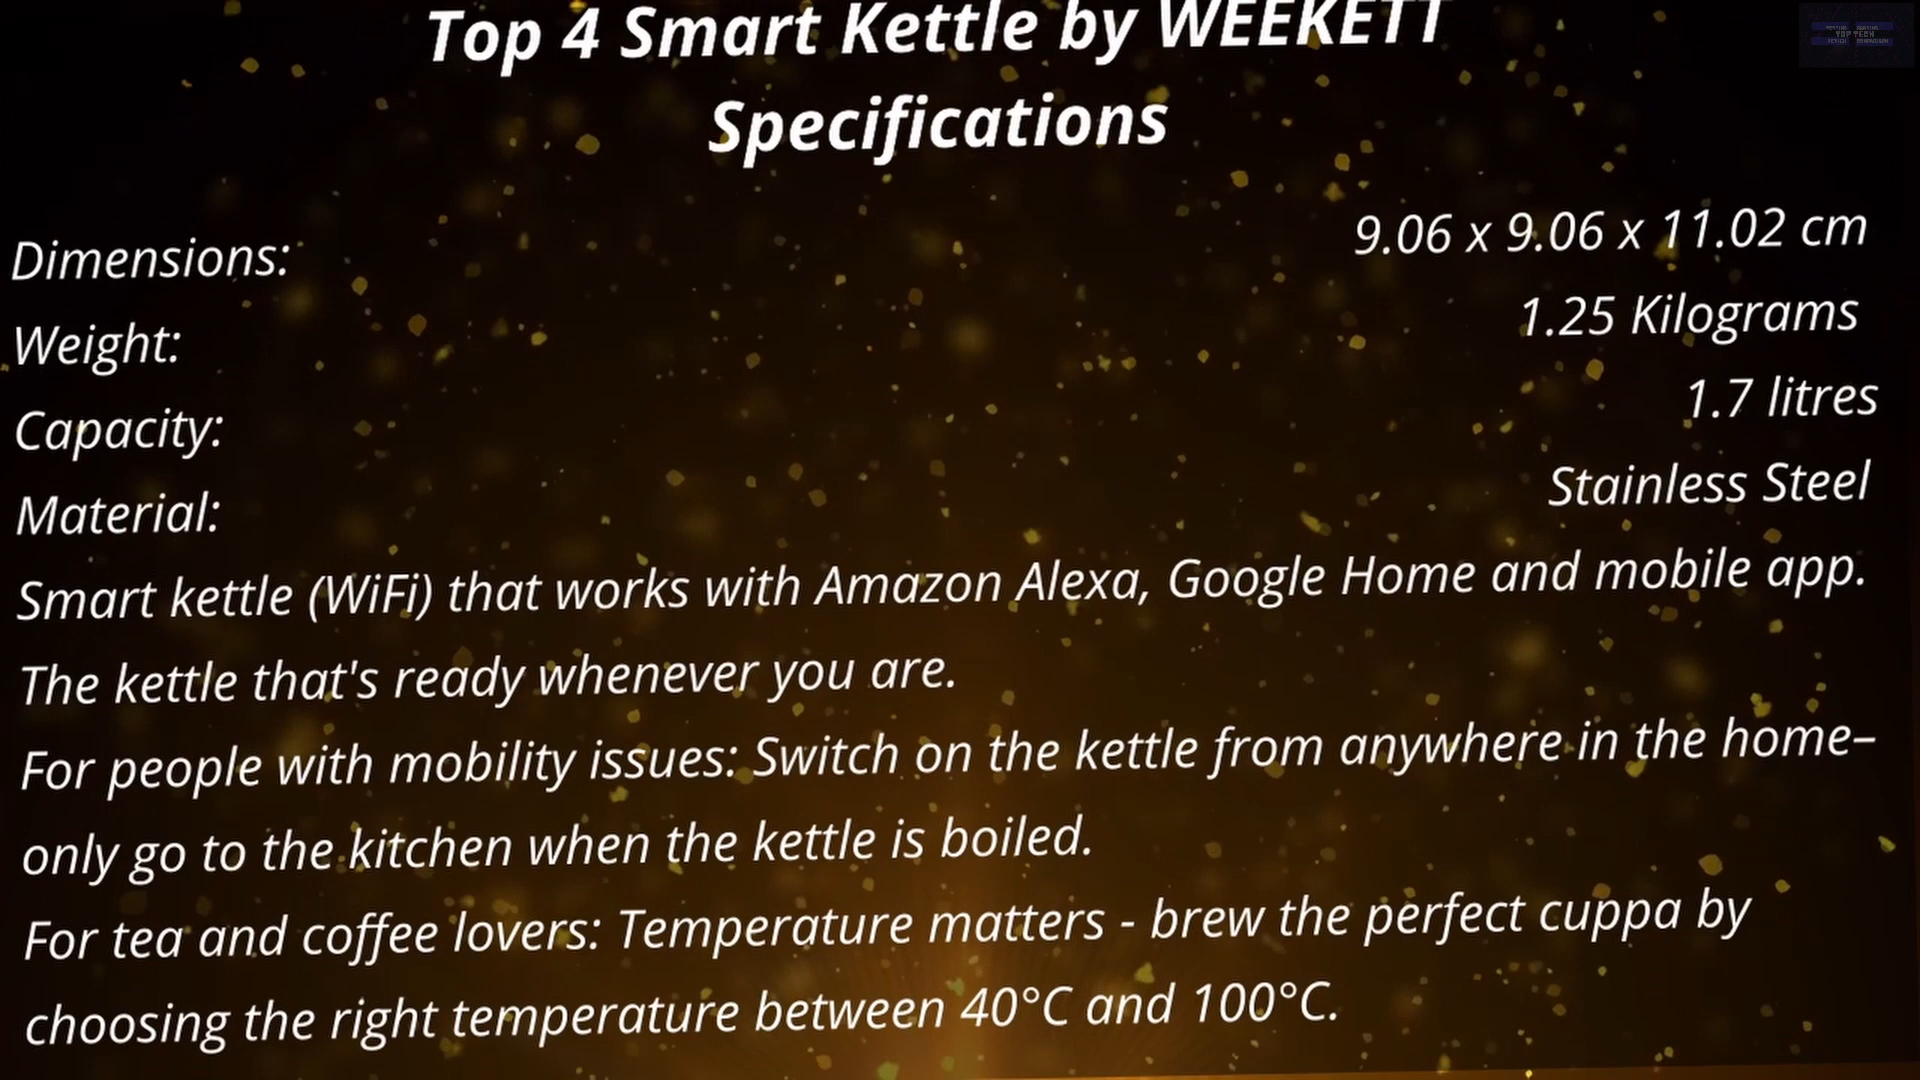 Top 4 Smart Kettle by WEEKETT
Specifications
Dimensions: 9.06 x 9.06 x 11.02 cm
Weight: 1.25 Kilograms
Capacity: 1.7 litres
Material: Stainless Steel
Smart kettle (WiFi) that works with Amazon Alexa, Google Home and mobile app.
The kettle that's ready whenever you are.
For people with mobility issues: Switch on the kettle from anywhere in the home–
only go to the kitchen when the kettle is boiled.
For tea and coffee lovers: Temperature matters - brew the perfect cuppa by
choosing the right temperature between 40°C and 100°C.
TOP TECH